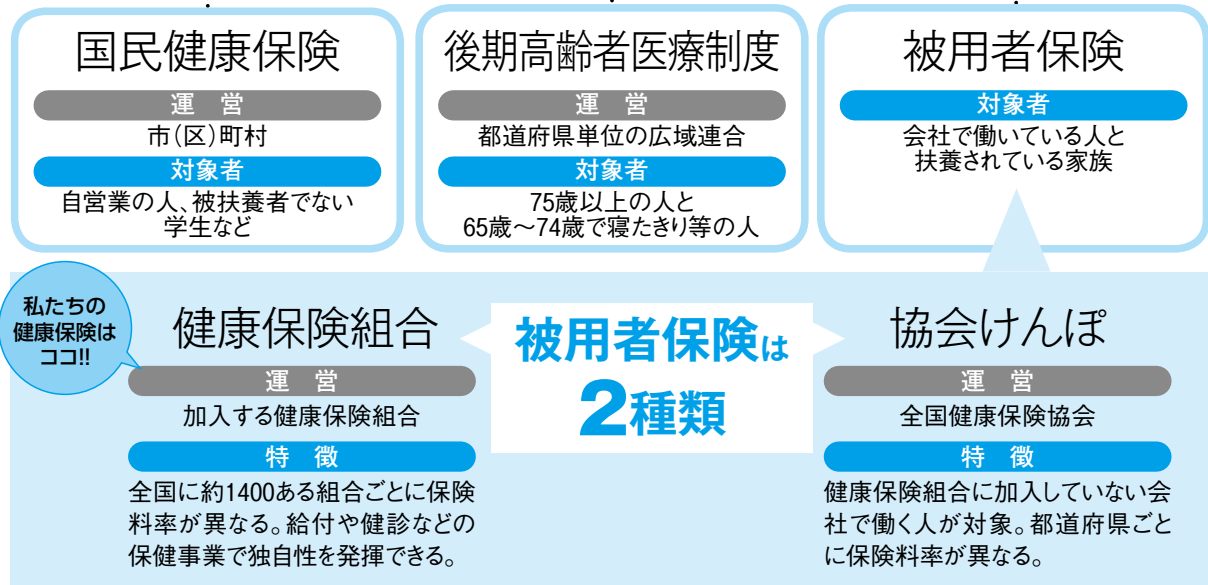 国民健康保険
運 営
市(区)町村
対象者
自営業の人、被扶養者でない
学生など
後期高齢者医療制度
運 営
都道府県単位の広域連合
対象者
75歳以上の人と
65歳～74歳で寝たきり等の人
被用者保険
対象者
会社で働いている人と
扶養されている家族
私たちの
健康保険は
ココ!!
健康保険組合
運 営
加入する健康保険組合
特 徴
全国に約1400ある組合ごとに保険
料率が異なる。給付や健診などの
保健事業で独自性を発揮できる。
被用者保険は
2種類
協会けんぽ
運 営
全国健康保険協会
特 徴
健康保険組合に加入していない会
社で働く人が対象。都道府県ごと
に保険料率が異なる。